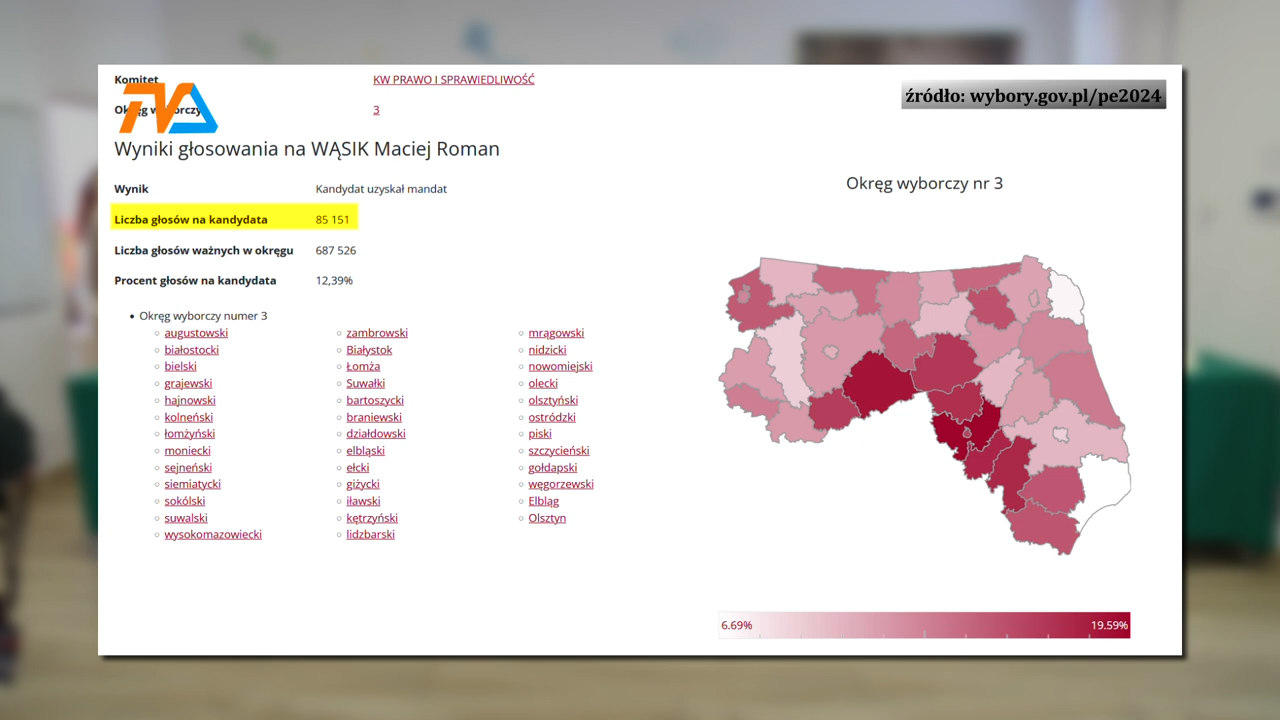 Komitet KW PRAWO I SPRAWIEDLIWOŚĆ
źródło: wybory.gov.pl/pe2024
TVA
Okręg wyborczy 3
Wyniki głosowania na WĄSIK Maciej Roman
Wynik Kandydat uzyskał mandat
Okręg wyborczy nr 3
Liczba głosów na kandydata 85 151
Liczba głosów ważnych w okręgu 687 526
Procent głosów na kandydata 12,39%
Okręg wyborczy numer 3
augustowski zambrowski mrągowski
białostocki Białystok nidzicki
bielski Łomża nowomiejski
grajewski Suwałki olecki
hajnowski bartoszycki olsztyński
kolneński braniewski ostródzki
łomżyński działdowski piski
moniecki elbląski szczycieński
sejneński ełcki gołdapski
siemiatycki giżycki węgorzewski
sokólski iławski Elbląg
suwalski kętrzyński Olsztyn
wysokomazowiecki lidzbarski
6.69% 19.59%